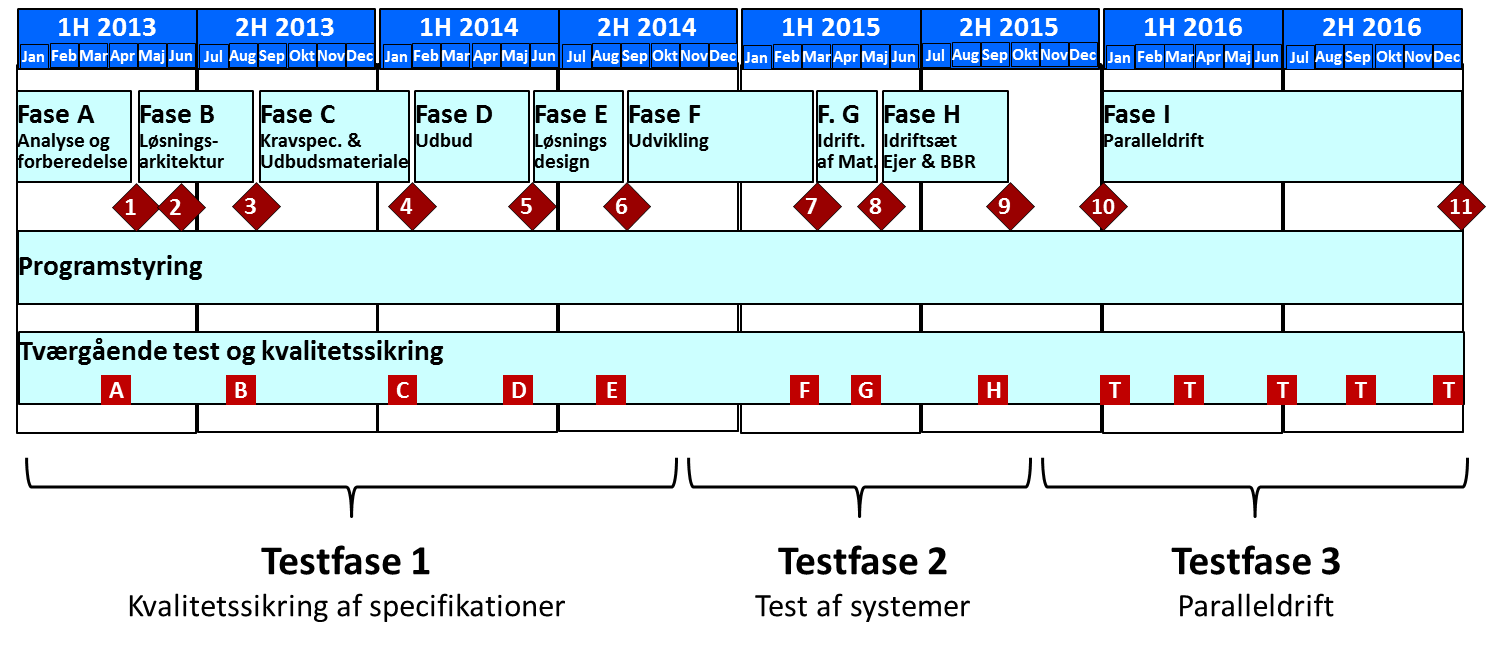 1H 2013 2H 2013 1H 2014 2H 2014 1H 2015 2H 2015 1H 2016 2H 2016
Jan Feb Mar Apr Maj Jun Jul Aug Sep Okt Nov Dec Jan Feb Mar Apr Maj Jun Jul Aug Sep Okt Nov Dec Jan Feb Mar Apr Maj Jun Jul Aug Sep Okt Nov Dec Jan Feb Mar Apr Maj Jun Jul Aug Sep Okt Nov Dec
Fase A
Analyse og
forberedelse
Fase B
Løsnings-
arkitektur
Fase C
Kravspec. &
Udbudsmateriale
Fase D
Udbud
Fase E
Løsnings
design
Fase F
Udvikling
F. G
Idrift.
af Mat.
Fase H
Idriftsæt
Ejer & BBR
Fase I
Paralleldrift
1 2 3 4 5 6 7 8 9 10 11
Programstyring
Tværgående test og kvalitetssikring
A B C D E F G H T T T T T
Testfase 1
Kvalitetssikring af specifikationer
Testfase 2
Test af systemer
Testfase 3
Paralleldrift